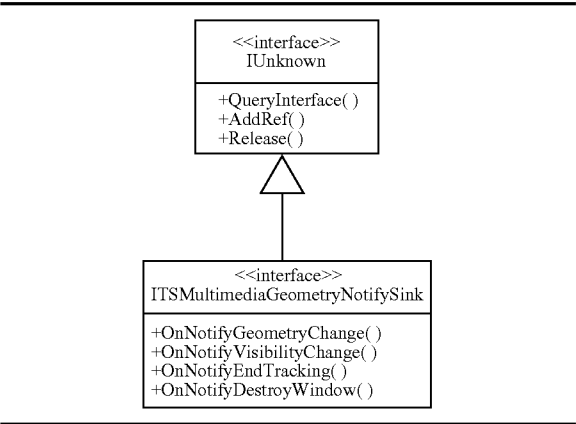 <<interface>>
IUnknown
+QueryInterface( )
+AddRef( )
+Release( )
<<interface>>
ITSMultimediaGeometryNotifySink
+OnNotifyGeometryChange( )
+OnNotifyVisibilityChange( )
+OnNotifyEndTracking( )
+OnNotifyDestroyWindow( )